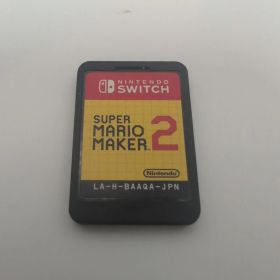 NINTENDO
SWITCH
SUPER
MARIO
MAKER 2
Nintendo
LA-H-BAAQA-JPN